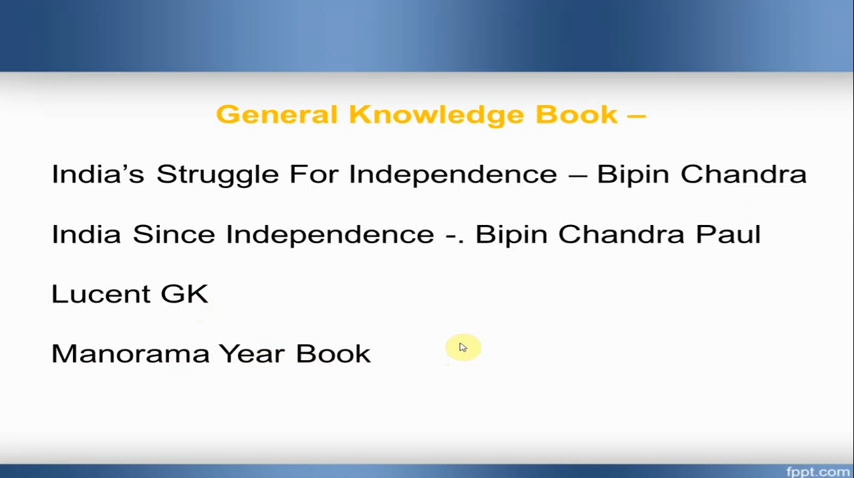 General Knowledge Book –
India’s Struggle For Independence – Bipin Chandra
India Since Independence -. Bipin Chandra Paul
Lucent GK
Manorama Year Book
fppt.com